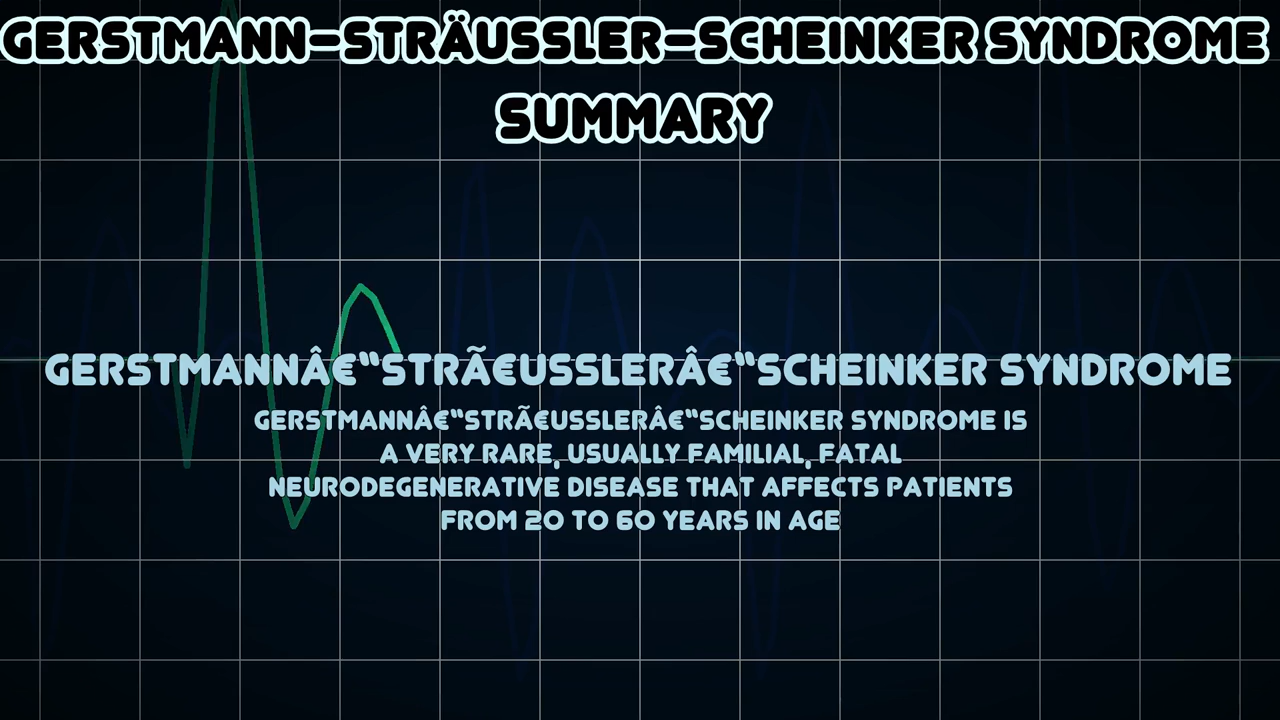 GERSTMANN–STRÄUSSLER–SCHEINKER SYNDROME
SUMMARY
GERSTMANNÂ€“STRÃ€USSLERÂ€“SCHEINKER SYNDROME
GERSTMANNÂ€“STRÃ€USSLERÂ€“SCHEINKER SYNDROME IS
A VERY RARE, USUALLY FAMILIAL, FATAL
NEURODEGENERATIVE DISEASE THAT AFFECTS PATIENTS
FROM 20 TO 60 YEARS IN AGE